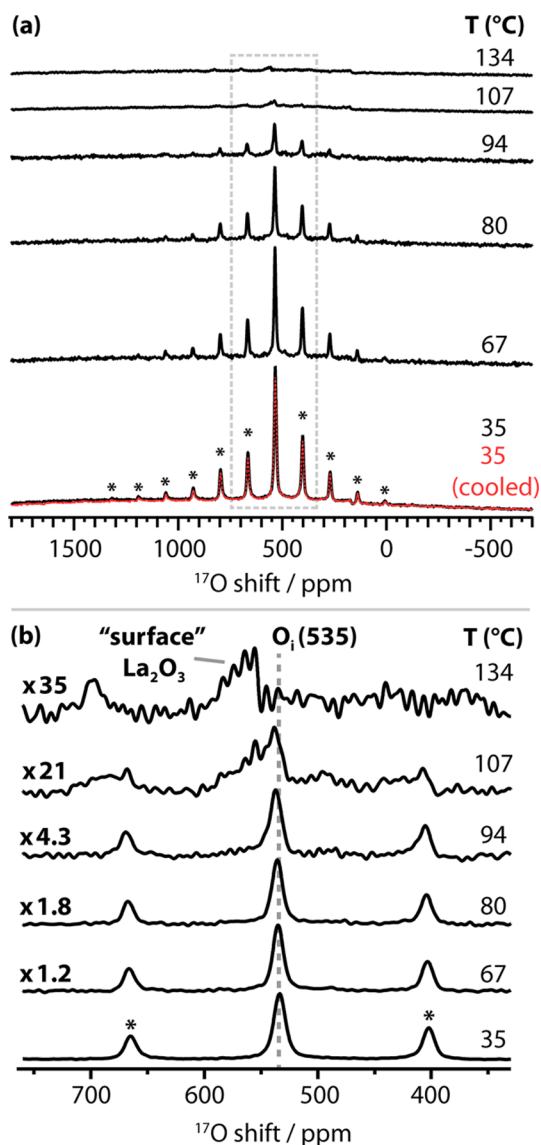 (a)
T (°C)
134
107
94
80
67
35
35
(cooled)
* * * * * * * * * *
1500 1000 500 0 -500
¹⁷O shift / ppm
(b)
"surface"
La₂O₃
Oᵢ (535)
T (°C)
x35 134
x21 107
x4.3 94
x1.8 80
x1.2 67
* * 35
700 600 500 400
¹⁷O shift / ppm